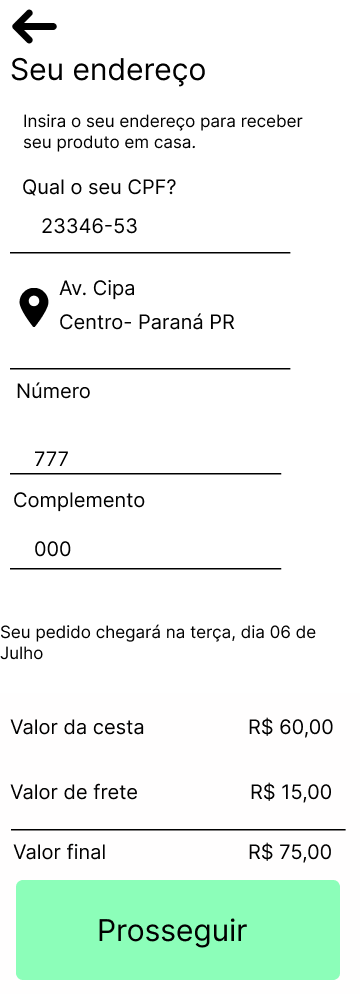 Seu endereço
Insira o seu endereço para receber
seu produto em casa.
Qual o seu CPF?
23346-53
Av. Cipa
Centro- Paraná PR
Número
777
Complemento
000
Seu pedido chegará na terça, dia 06 de
Julho
Valor da cesta R$ 60,00
Valor de frete R$ 15,00
Valor final R$ 75,00
Prosseguir